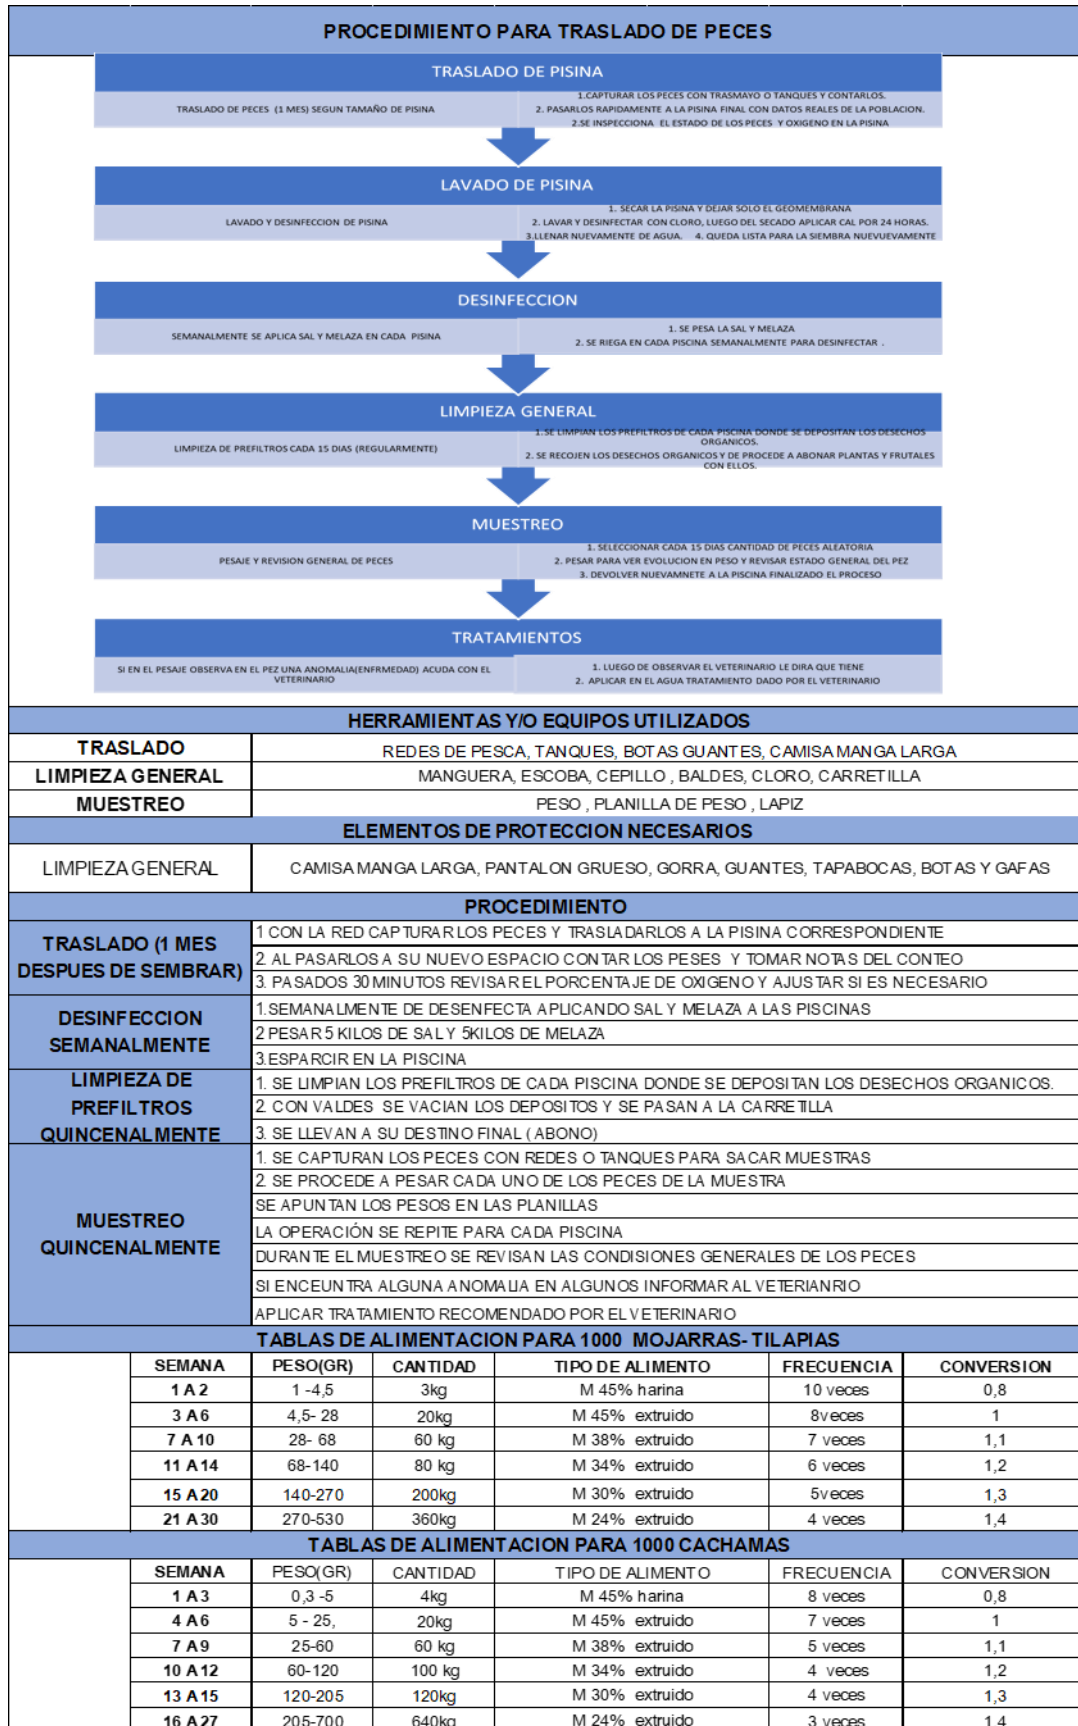 PROCEDIMIENTO PARA TRASLADO DE PECES
TRASLADO DE PISINA
TRASLADO DE PECES (1 MES) SEGUN TAMAÑO DE PISINA
1.CAPTURAR LOS PECES CON TRASMAYO O TANQUES Y CONTARLOS.
2. PASARLOS RAPIDAMENTE A LA PISINA FINAL CON DATOS REALES DE LA POBLACION.
2.SE INSPECCIONA EL ESTADO DE LOS PECES Y OXIGENO EN LA PISINA
LAVADO DE PISINA
LAVADO Y DESINFECCION DE PISINA
1. SECAR LA PISINA Y DEJAR SOLO EL GEOMEMBRANA
2. LAVAR Y DESINFECTAR CON CLORO, LUEGO DEL SECADO APLICAR CAL POR 24 HORAS.
3.LLENAR NUEVAMENTE DE AGUA. 4. QUEDA LISTA PARA LA SIEMBRA NUEVUEVAMENTE
DESINFECCION
SEMANALMENTE SE APLICA SAL Y MELAZA EN CADA PISINA
1. SE PESA LA SAL Y MELAZA
2. SE RIEGA EN CADA PISCINA SEMANALMENTE PARA DESINFECTAR .
LIMPIEZA GENERAL
LIMPIEZA DE PREFILTROS CADA 15 DIAS (REGULARMENTE)
1.SE LIMPIAN LOS PREFILTROS DE CADA PISCINA DONDE SE DEPOSITAN LOS DESECHOS
ORGANICOS.
2. SE RECOJEN LOS DESECHOS ORGANICOS Y DE PROCEDE A ABONAR PLANTAS Y FRUTALES
CON ELLOS.
MUESTREO
PESAJE Y REVISION GENERAL DE PECES
1. SELECCIONAR CADA 15 DIAS CANTIDAD DE PECES ALEATORIA
2. PESAR PARA VER EVOLUCION EN PESO Y REVISAR ESTADO GENERAL DEL PEZ
3. DEVOLVER NUEVAMNETE A LA PISCINA FINALIZADO EL PROCESO
TRATAMIENTOS
SI EN EL PESAJE OBSERVA EN EL PEZ UNA ANOMALIA(ENFRMEDAD) ACUDA CON EL
VETERINARIO
1. LUEGO DE OBSERVAR EL VETERINARIO LE DIRA QUE TIENE
2. APLICAR EN EL AGUA TRATAMIENTO DADO POR EL VETERINARIO
HERRAMIENTAS Y/O EQUIPOS UTILIZADOS
TRASLADO REDES DE PESCA, TANQUES, BOTAS GUANTES, CAMISA MANGA LARGA
LIMPIEZA GENERAL MANGUERA, ESCOBA, CEPILLO , BALDES, CLORO, CARRETILLA
MUESTREO PESO , PLANILLA DE PESO , LAPIZ
ELEMENTOS DE PROTECCION NECESARIOS
LIMPIEZA GENERAL CAMISA MANGA LARGA, PANTALON GRUESO, GORRA, GUANTES, TAPABOCAS, BOTAS Y GAFAS
PROCEDIMIENTO
TRASLADO (1 MES
DESPUES DE SEMBRAR)
1 CON LA RED CAPTURAR LOS PECES Y TRASLADARLOS A LA PISINA CORRESPONDIENTE
2. AL PASARLOS A SU NUEVO ESPACIO CONTAR LOS PESES Y TOMAR NOTAS DEL CONTEO
3. PASADOS 30 MINUTOS REVISAR EL PORCENTAJE DE OXIGENO Y AJUSTAR SI ES NECESARIO
DESINFECCION
SEMANALMENTE
1.SEMANALMENTE DE DESENFECTA APLICANDO SAL Y MELAZA A LAS PISCINAS
2 PESAR 5 KILOS DE SAL Y 5KILOS DE MELAZA
3.ESPARCIR EN LA PISCINA
LIMPIEZA DE
PREFILTROS
QUINCENALMENTE
1. SE LIMPIAN LOS PREFILTROS DE CADA PISCINA DONDE SE DEPOSITAN LOS DESECHOS ORGANICOS.
2. CON VALDES SE VACIAN LOS DEPOSITOS Y SE PASAN A LA CARRETILLA
3. SE LLEVAN A SU DESTINO FINAL ( ABONO)
MUESTREO
QUINCENALMENTE
1. SE CAPTURAN LOS PECES CON REDES O TANQUES PARA SACAR MUESTRAS
2. SE PROCEDE A PESAR CADA UNO DE LOS PECES DE LA MUESTRA
SE APUNTAN LOS PESOS EN LAS PLANILLAS
LA OPERACIÓN SE REPITE PARA CADA PISCINA
DURANTE EL MUESTREO SE REVISAN LAS CONDISIONES GENERALES DE LOS PECES
SI ENCEUNTRA ALGUNA ANOMALIA EN ALGUNOS INFORMAR AL VETERIANRIO
APLICAR TRATAMIENTO RECOMENDADO POR EL VETERINARIO
TABLAS DE ALIMENTACION PARA 1000 MOJARRAS- TILAPIAS
SEMANA PESO(GR) CANTIDAD TIPO DE ALIMENTO FRECUENCIA CONVERSION
1 A 2 1 -4,5 3kg M 45% harina 10 veces 0,8
3 A 6 4,5- 28 20kg M 45% extruido 8veces 1
7 A 10 28- 68 60 kg M 38% extruido 7 veces 1,1
11 A 14 68-140 80 kg M 34% extruido 6 veces 1,2
15 A 20 140-270 200kg M 30% extruido 5veces 1,3
21 A 30 270-530 360kg M 24% extruido 4 veces 1,4
TABLAS DE ALIMENTACION PARA 1000 CACHAMAS
SEMANA PESO(GR) CANTIDAD TIPO DE ALIMENTO FRECUENCIA CONVERSION
1 A 3 0,3 -5 4kg M 45% harina 8 veces 0,8
4 A 6 5 - 25, 20kg M 45% extruido 7 veces 1
7 A 9 25-60 60 kg M 38% extruido 5 veces 1,1
10 A 12 60-120 100 kg M 34% extruido 4 veces 1,2
13 A 15 120-205 120kg M 30% extruido 4 veces 1,3
16 A 27 205-700 640kg M 24% extruido 3 veces 1,4